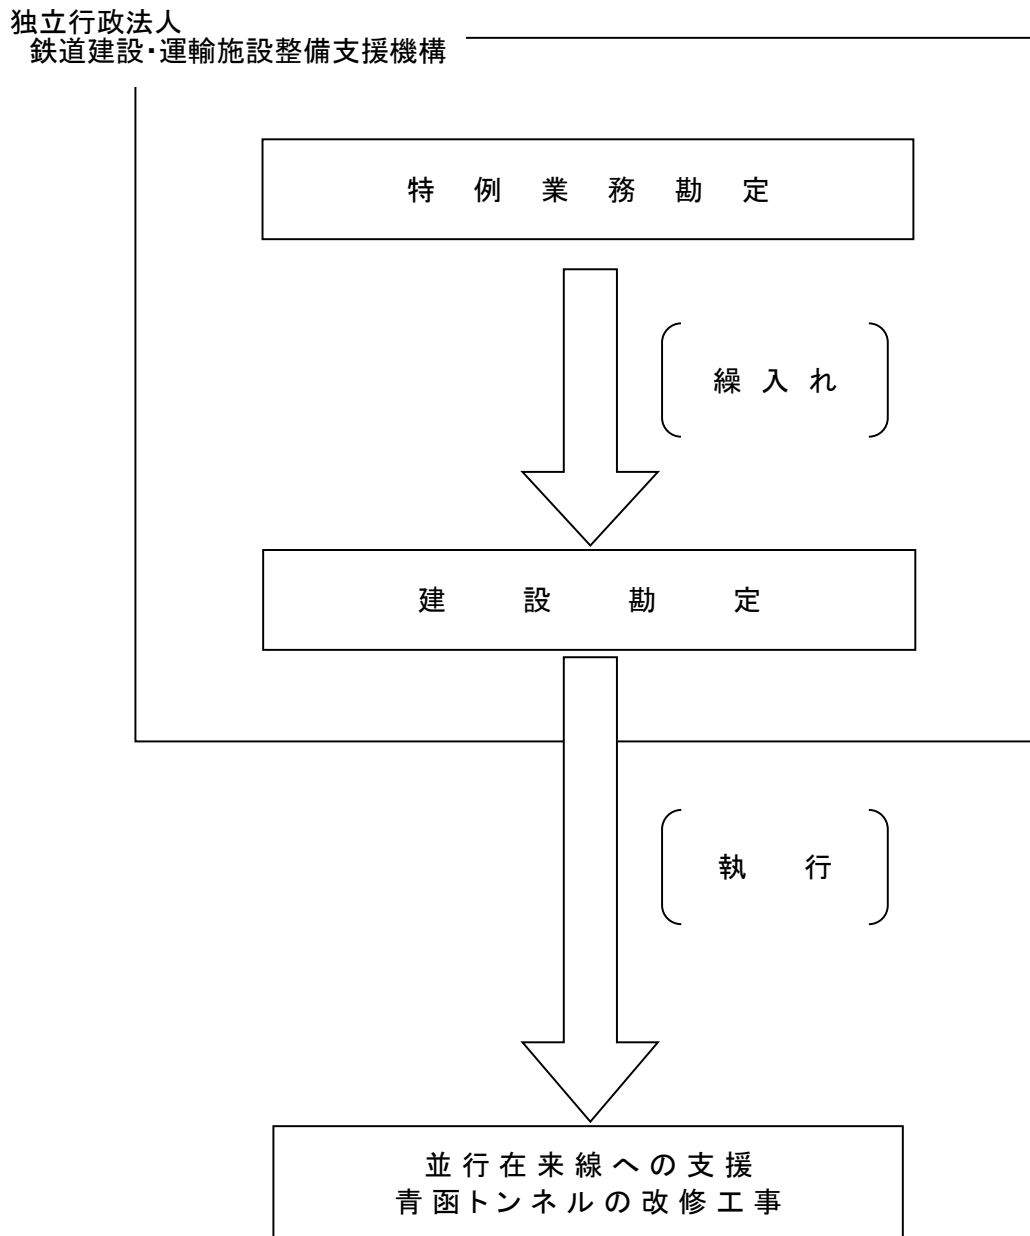 独立行政法人
鉄道建設・運輸施設整備支援機構
特例業務勘定
繰入れ
建設勘定
執行
並行在来線への支援
青函トンネルの改修工事